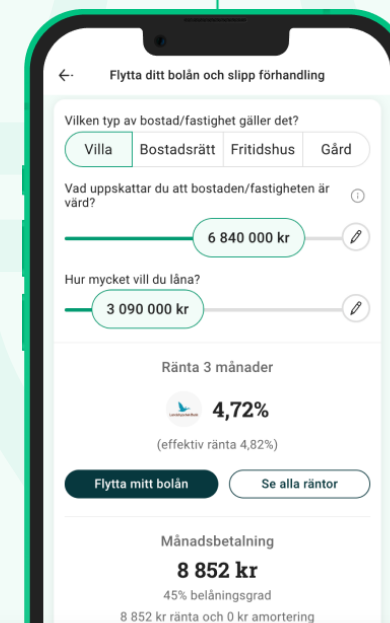 Flytta ditt bolån och slipp förhandling
Vilken typ av bostad/fastighet gäller det?
Villa Bostadsrätt Fritidshus Gård
Vad uppskattar du att bostaden/fastigheten är
värd?
6 840 000 kr
Hur mycket vill du låna?
3 090 000 kr
Ränta 3 månader
4,72%
(effektiv ränta 4,82%)
Flytta mitt bolån Se alla räntor
Månadsbetalning
8 852 kr
45% belåningsgrad
8 852 kr ränta och 0 kr amortering